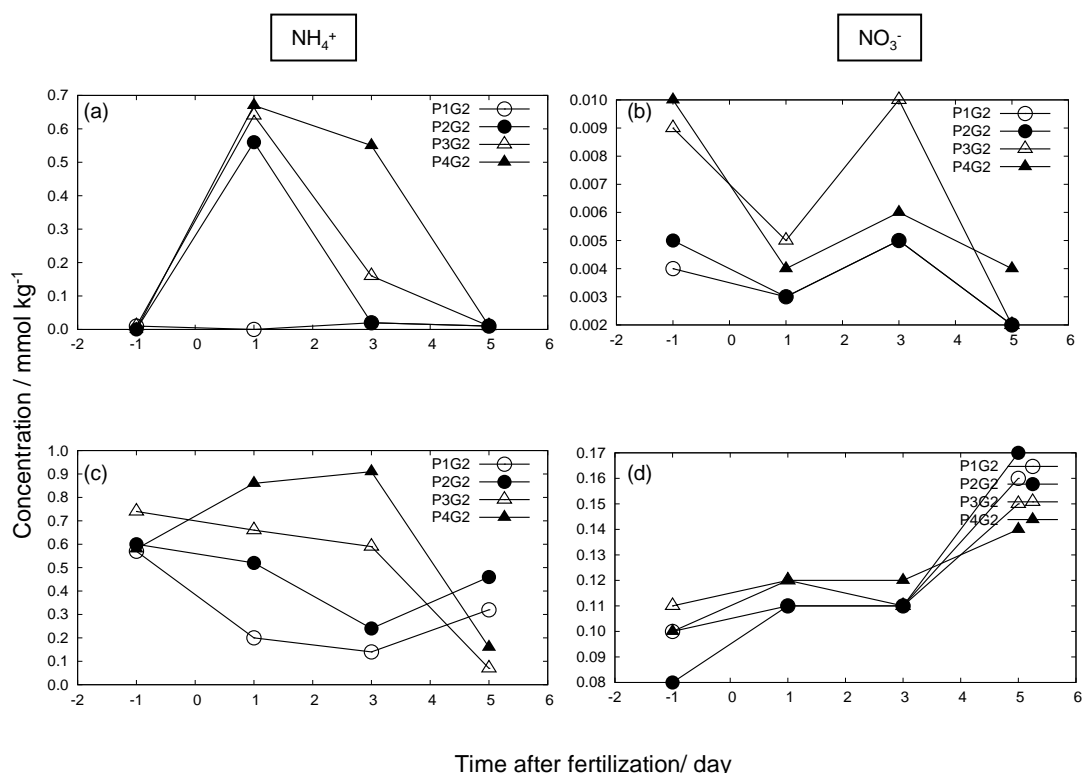 NH₄⁺
NO₃⁻
Concentration / mmol kg⁻¹
(a)
P1G2
P2G2
P3G2
P4G2
0.7
0.6
0.5
0.4
0.3
0.2
0.1
0.0
-2 -1 0 1 2 3 4 5 6
(b)
P1G2
P2G2
P3G2
P4G2
0.010
0.009
0.008
0.007
0.006
0.005
0.004
0.003
0.002
-2 -1 0 1 2 3 4 5 6
(c)
P1G2
P2G2
P3G2
P4G2
1.0
0.9
0.8
0.7
0.6
0.5
0.4
0.3
0.2
0.1
0.0
-2 -1 0 1 2 3 4 5 6
(d)
P1G2
P2G2
P3G2
P4G2
0.17
0.16
0.15
0.14
0.13
0.12
0.11
0.10
0.09
0.08
-2 -1 0 1 2 3 4 5 6
Time after fertilization/ day